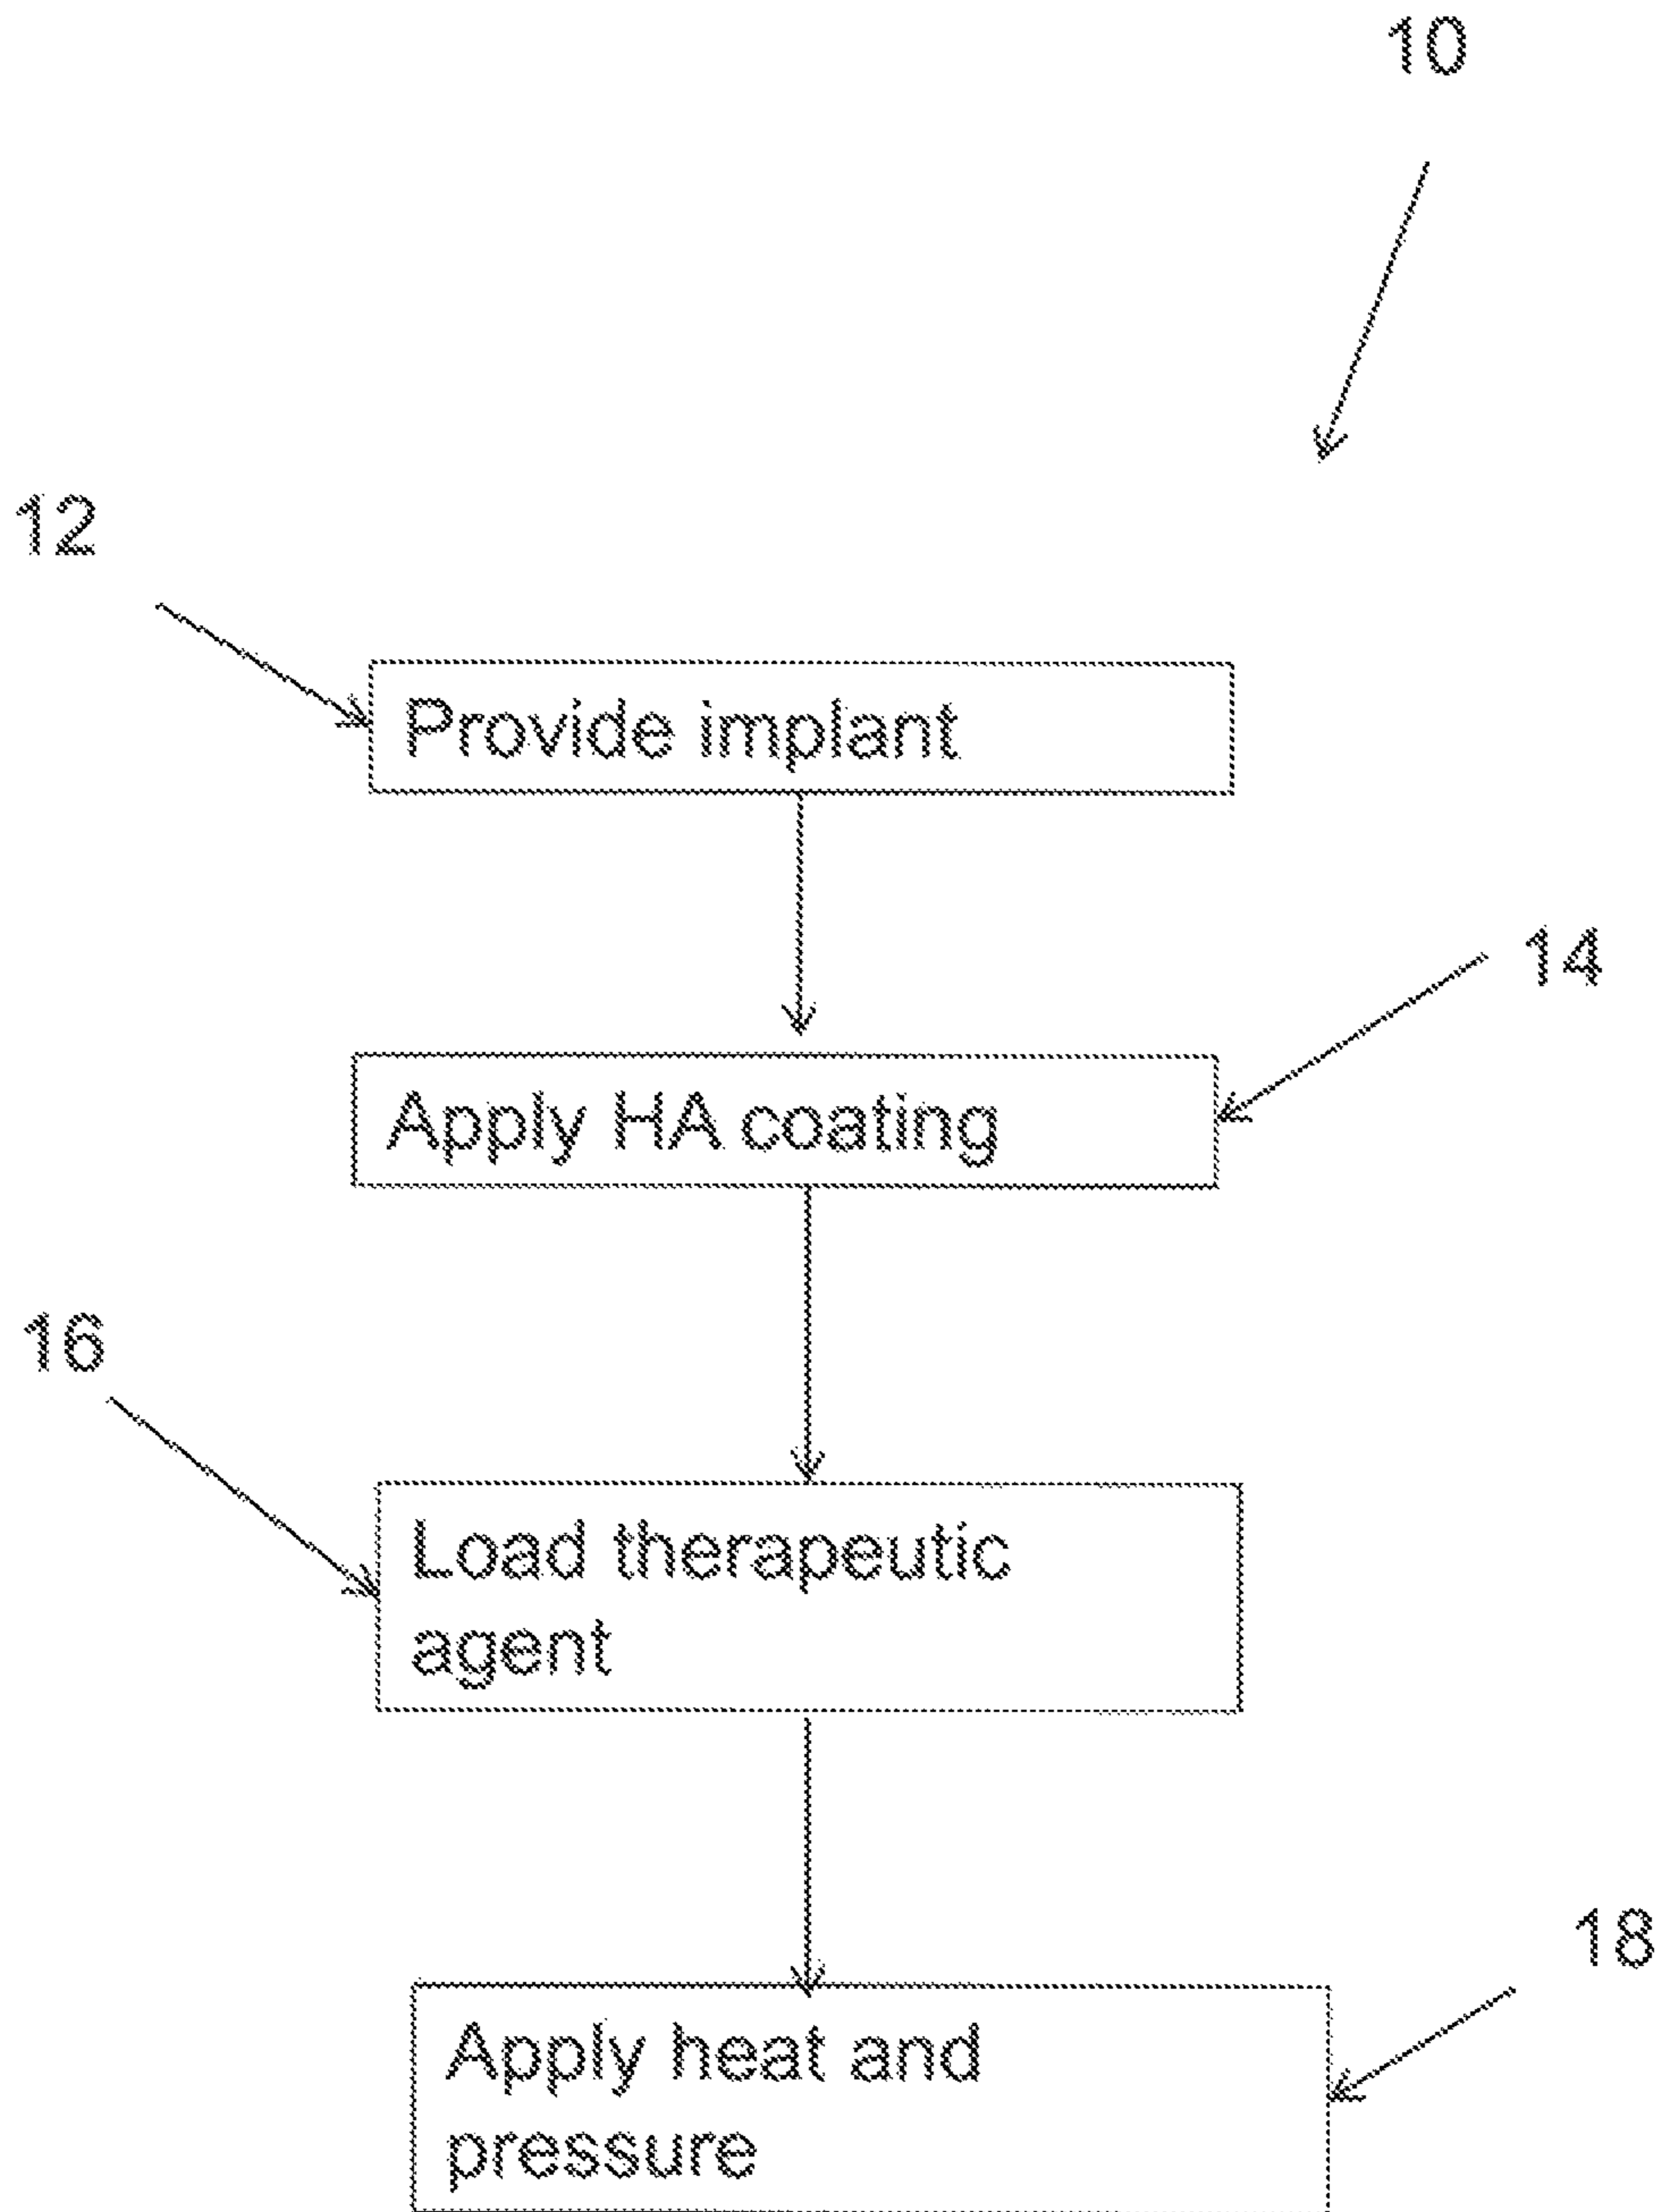 10
12
Provide implant
14
Apply HA coating
16
Load therapeutic
agent
18
Apply heat and
pressure